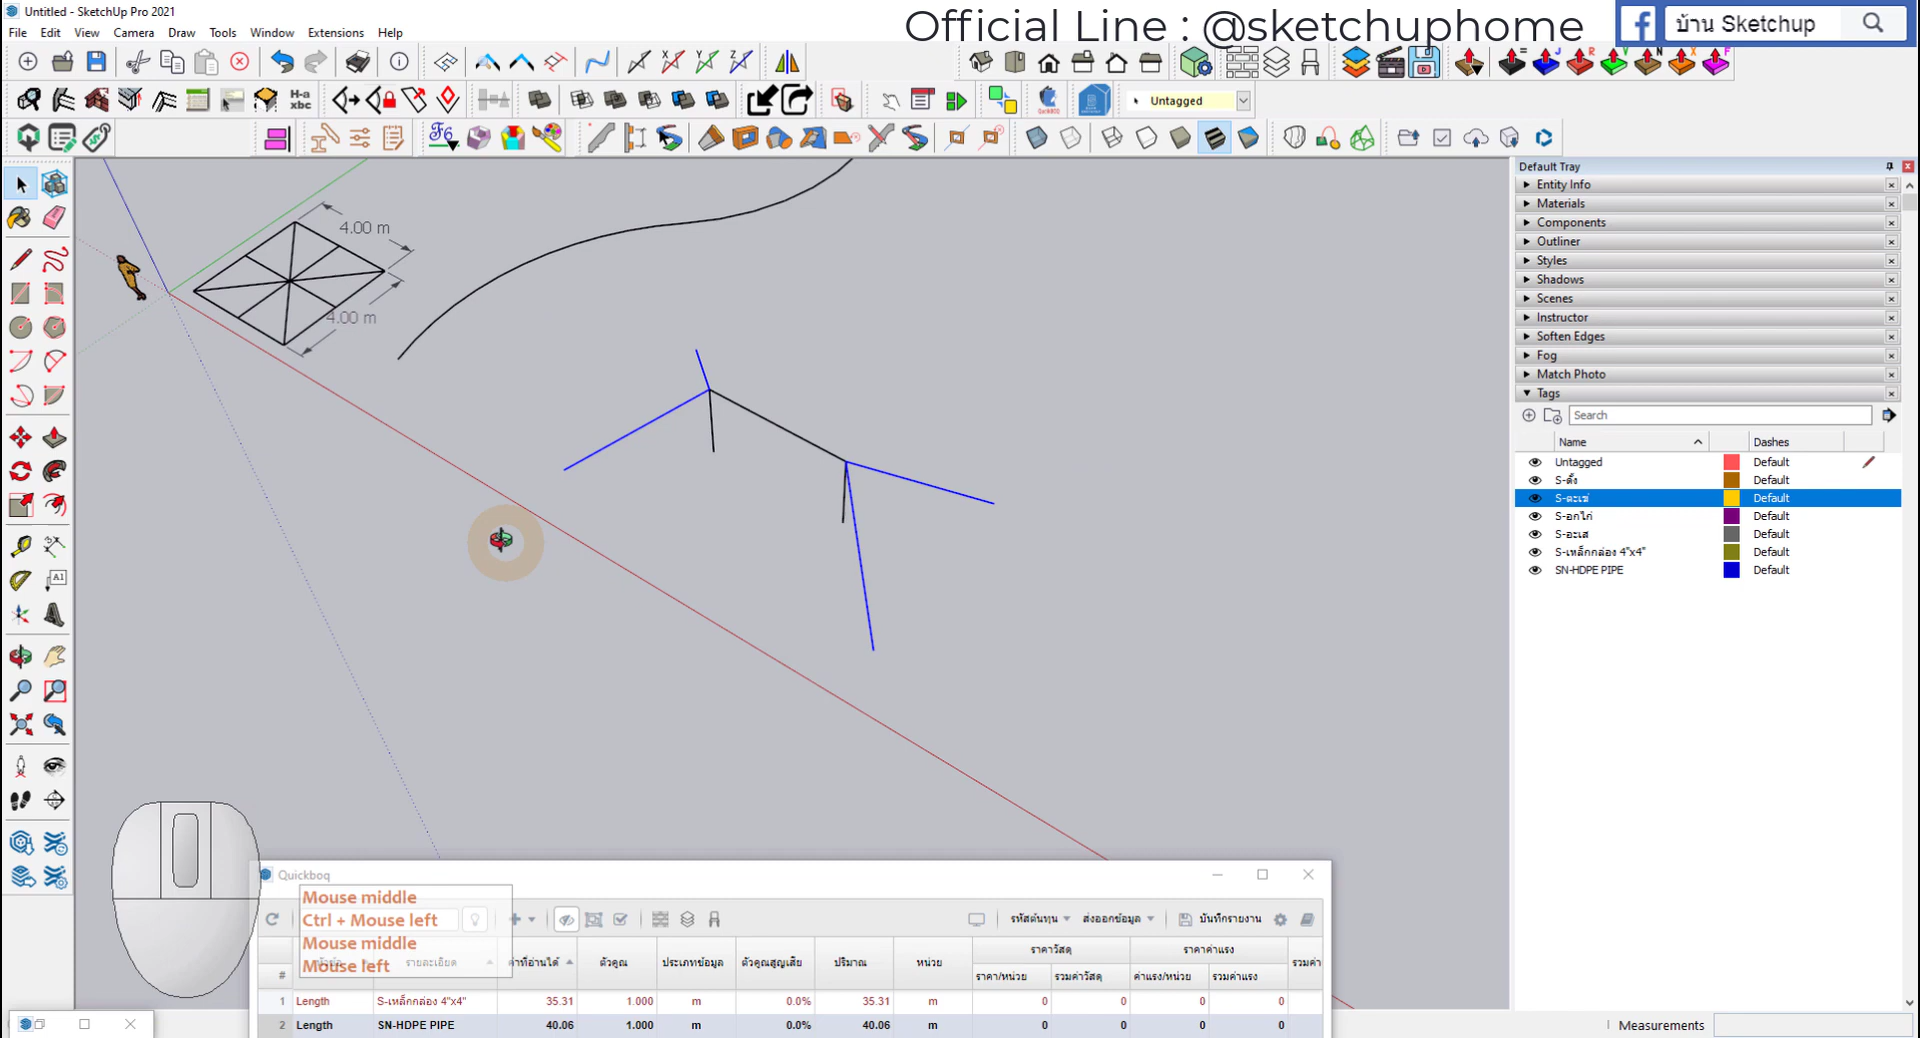 Untitled - SketchUp Pro 2021
File Edit View Camera Draw Tools Window Extensions Help
Official Line : @sketchuphome
บ้าน Sketchup
H-a
xbc
Untagged
Default Tray
Entity Info
Materials
Components
Outliner
Styles
Shadows
Scenes
Instructor
Soften Edges
Fog
Match Photo
Tags
Search
Name Dashes
Untagged Default
S-ดั้ง Default
S-ตะเข้ Default
S-อกไก่ Default
S-อะเส Default
S-เหล็กกล่อง 4"x4" Default
SN-HDPE PIPE Default
4.00 m
4.00 m
Quickboq
Mouse middle
Ctrl + Mouse left
Mouse middle
Mouse left
รหัสต้นทุน ส่งออกข้อมูล บันทึกรายงาน
ราคาวัสดุ ราคาค่าแรง
# รายละเอียด ค่าที่อ่านได้ ตัวคูณ ประเภทข้อมูล ตัวคูณสูญเสีย ปริมาณ หน่วย รวมค่า
ราคา/หน่วย รวมค่าวัสดุ ค่าแรง/หน่วย รวมค่าแรง
1 Length S-เหล็กกล่อง 4"x4" 35.31 1.000 m 0.0% 35.31 m 0 0 0 0
2 Length SN-HDPE PIPE 40.06 1.000 m 0.0% 40.06 m 0 0 0 0
Measurements